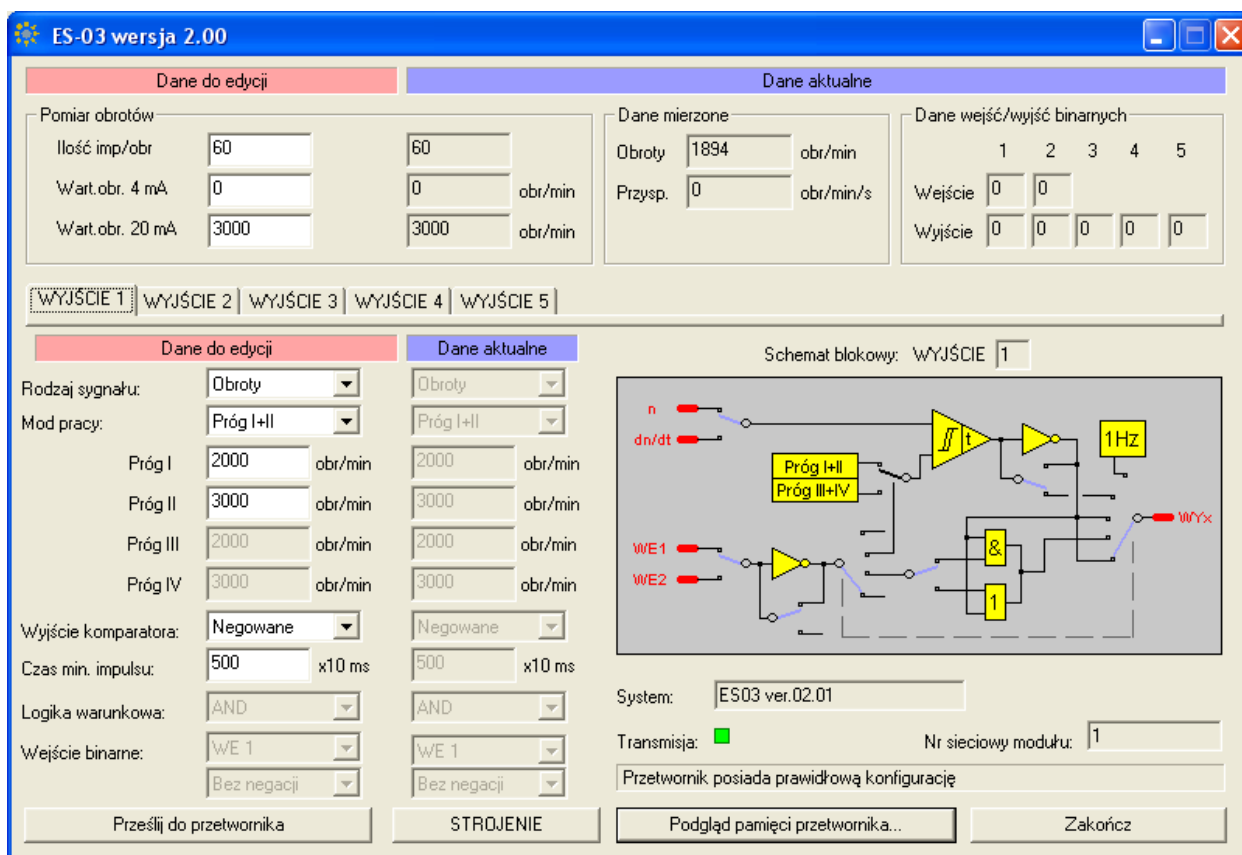 ES-03 wersja 2.00
Dane do edycji
Dane aktualne
Pomiar obrotów
Ilość imp/obr 60 60
Wart.obr. 4 mA 0 0 obr/min
Wart.obr. 20 mA 3000 3000 obr/min
Dane mierzone
Obroty 1894 obr/min
Przysp. 0 obr/min/s
Dane wejść/wyjść binarnych
1 2 3 4 5
Wejście 0 0
Wyjście 0 0 0 0 0
WYJŚCIE 1 WYJŚCIE 2 WYJŚCIE 3 WYJŚCIE 4 WYJŚCIE 5
Dane do edycji Dane aktualne
Rodzaj sygnału: Obroty Obroty
Mod pracy: Próg I+II Próg I+II
Próg I 2000 obr/min 2000 obr/min
Próg II 3000 obr/min 3000 obr/min
Próg III 2000 obr/min 2000 obr/min
Próg IV 3000 obr/min 3000 obr/min
Wyjście komparatora: Negowane Negowane
Czas min. impulsu: 500 x10 ms 500 x10 ms
Logika warunkowa: AND AND
Wejście binarne: WE 1 WE 1
Bez negacji Bez negacji
Prześlij do przetwornika
STROJENIE
Schemat blokowy: WYJŚCIE 1
n
dn/dt
t
1Hz
Próg I+II
Próg III+IV
WYx
WE1
WE2
&
1
System: ES03 ver.02.01
Transmisja:
Nr sieciowy modułu: 1
Przetwornik posiada prawidłową konfigurację
Podgląd pamięci przetwornika...
Zakończ